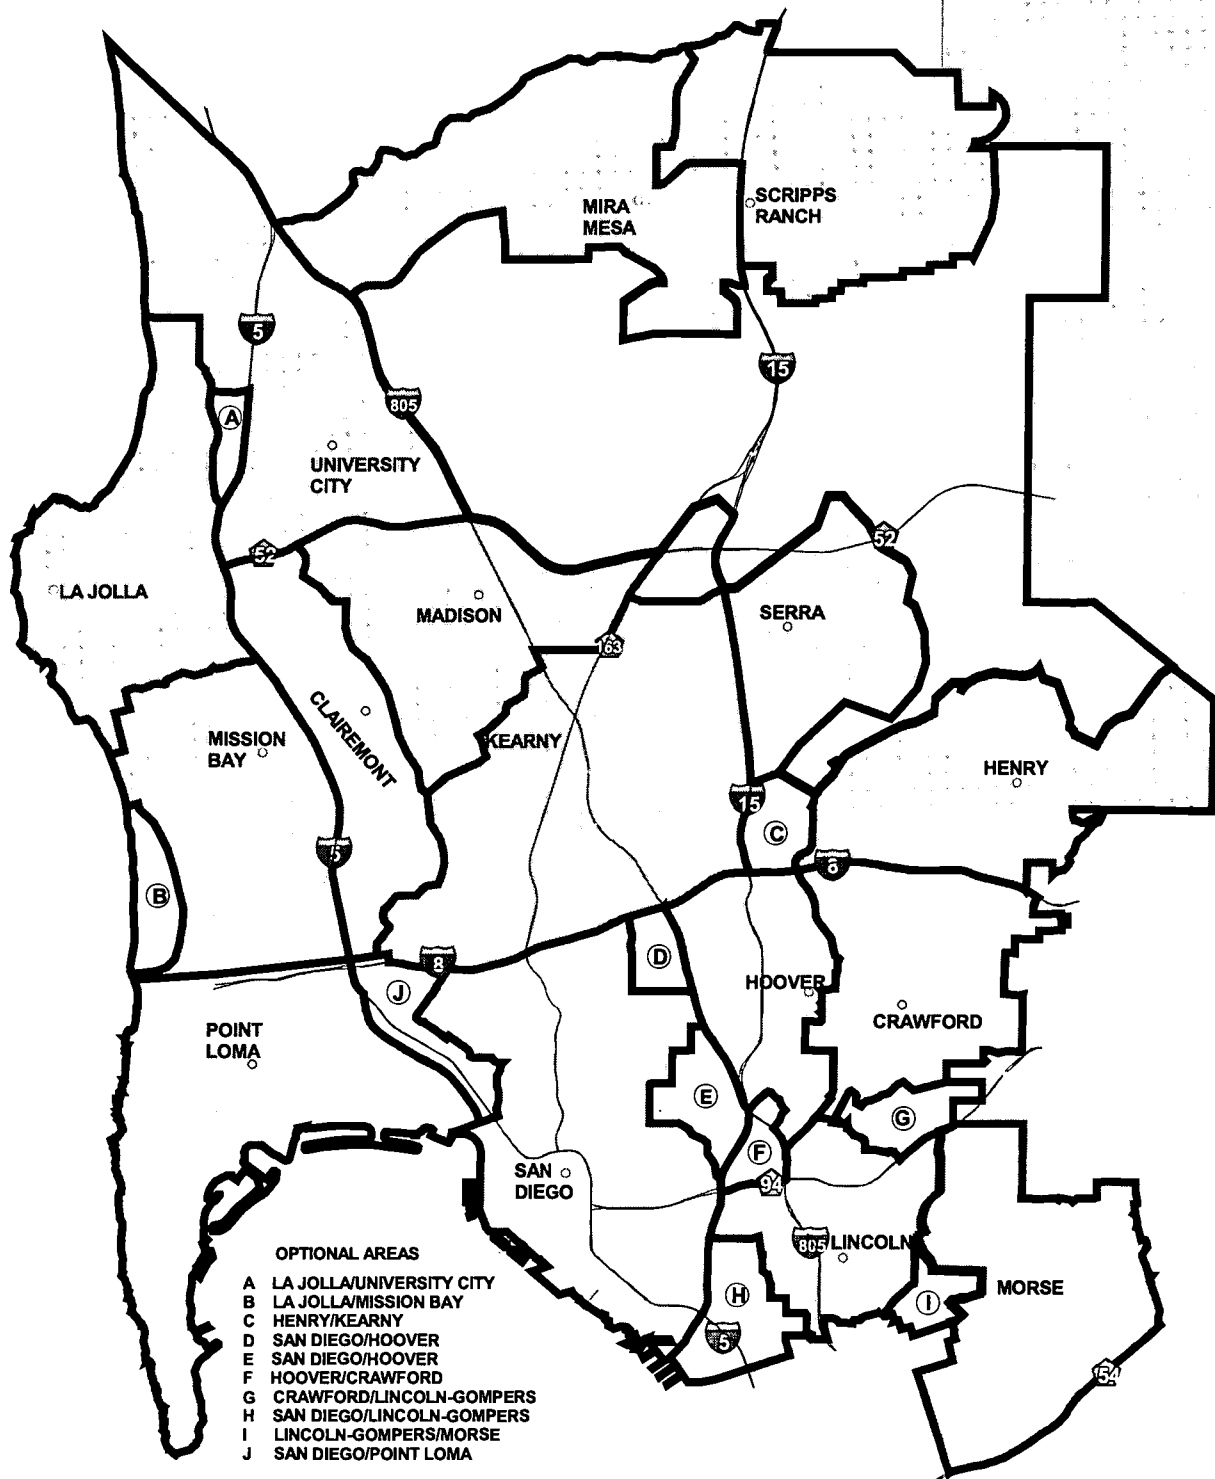 MIRA
MESA
SCRIPPS
RANCH
5
15
805
A
UNIVERSITY
CITY
52
52
LA JOLLA
MADISON
SERRA
163
CLAIREMONT
MISSION
BAY
KEARNY
HENRY
15
C
5
8
B
D
8
HOOVER
J
CRAWFORD
POINT
LOMA
E
G
F
SAN
DIEGO
94
805
LINCOLN
OPTIONAL AREAS
A LA JOLLA/UNIVERSITY CITY
B LA JOLLA/MISSION BAY
C HENRY/KEARNY
D SAN DIEGO/HOOVER
E SAN DIEGO/HOOVER
F HOOVER/CRAWFORD
G CRAWFORD/LINCOLN-GOMPERS
H SAN DIEGO/LINCOLN-GOMPERS
I LINCOLN-GOMPERS/MORSE
J SAN DIEGO/POINT LOMA
H
I
MORSE
5
54